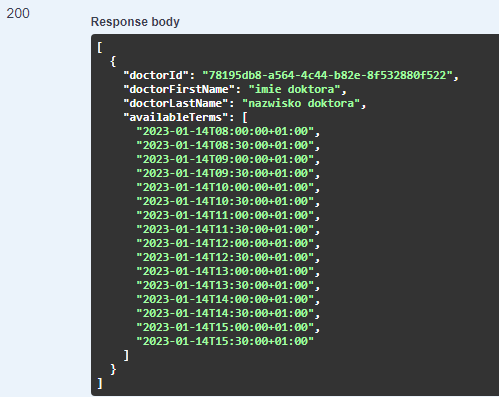 200
Response body
[
  {
    "doctorId": "78195db8-a564-4c44-b82e-8f532880f522",
    "doctorFirstName": "imie doktora",
    "doctorLastName": "nazwisko doktora",
    "availableTerms": [
      "2023-01-14T08:00:00+01:00",
      "2023-01-14T08:30:00+01:00",
      "2023-01-14T09:00:00+01:00",
      "2023-01-14T09:30:00+01:00",
      "2023-01-14T10:00:00+01:00",
      "2023-01-14T10:30:00+01:00",
      "2023-01-14T11:00:00+01:00",
      "2023-01-14T11:30:00+01:00",
      "2023-01-14T12:00:00+01:00",
      "2023-01-14T12:30:00+01:00",
      "2023-01-14T13:00:00+01:00",
      "2023-01-14T13:30:00+01:00",
      "2023-01-14T14:00:00+01:00",
      "2023-01-14T14:30:00+01:00",
      "2023-01-14T15:00:00+01:00",
      "2023-01-14T15:30:00+01:00"
    ]
  }
]